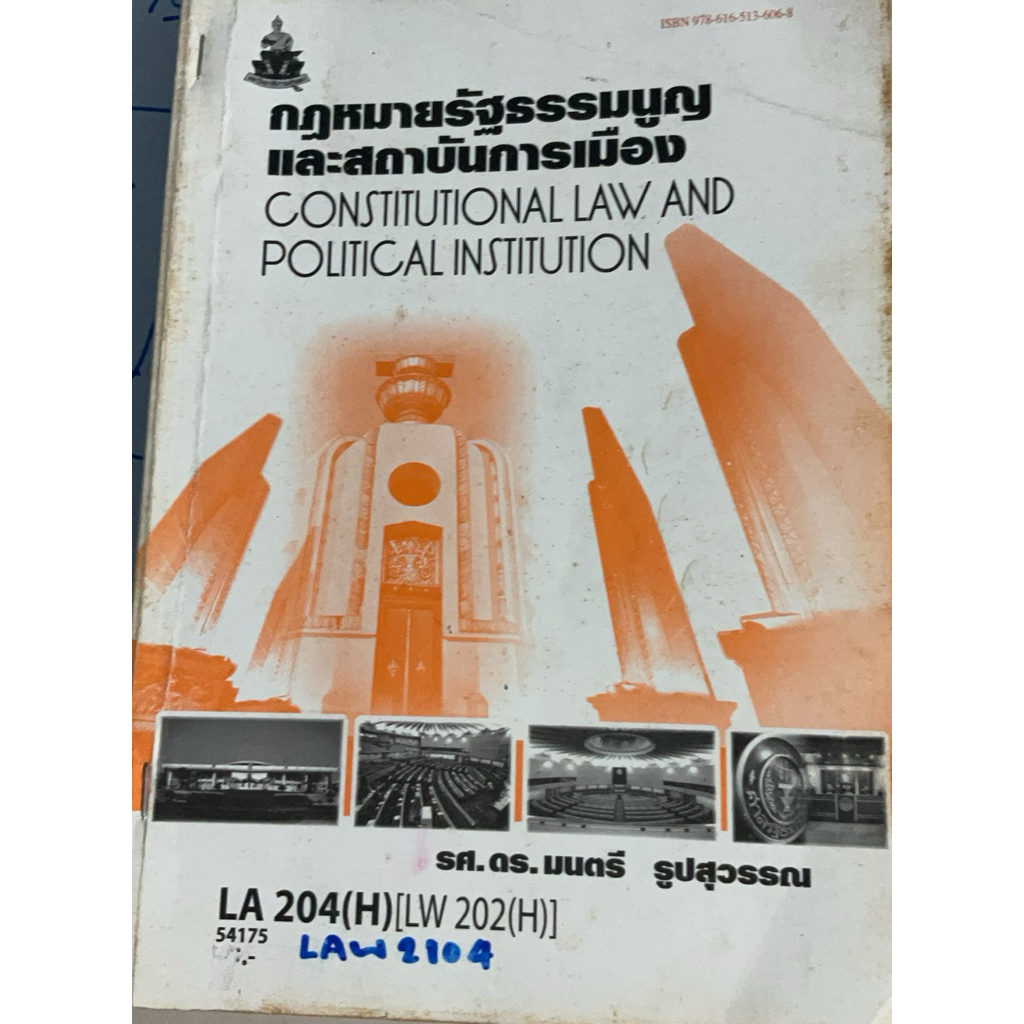 ISBN 978-616-513-606-8
กฎหมายรัฐธรรมนูญ
และสถาบันการเมือง
CONSTITUTIONAL LAW AND
POLITICAL INSTITUTION
รศ.ดร.มนตรี รูปสุวรรณ
LA 204(H)[LW 202(H)]
54175
LAW2104